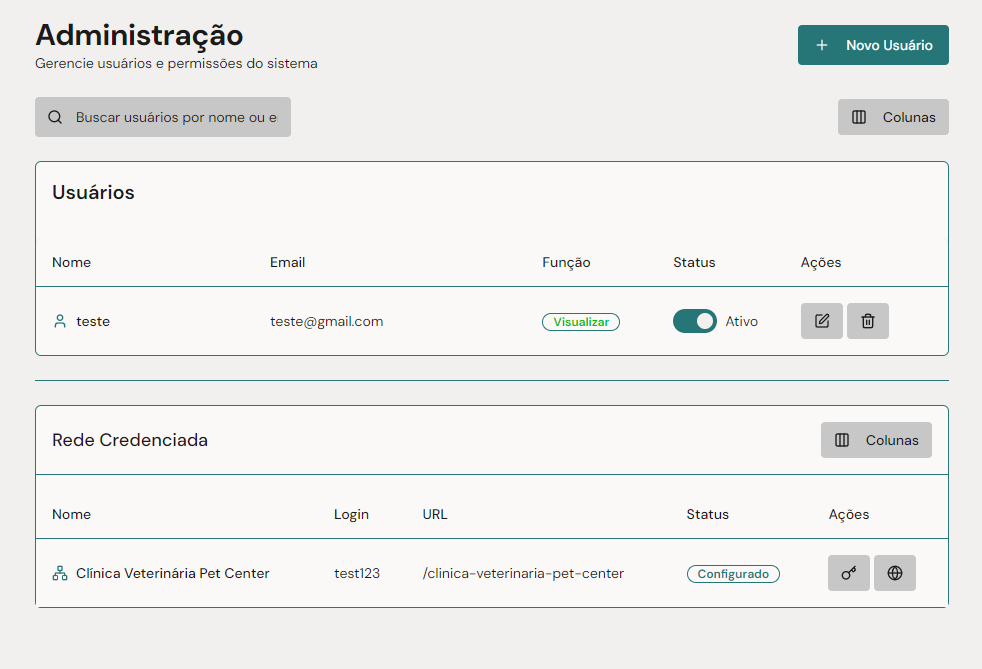 Administração
Gerencie usuários e permissões do sistema
Novo Usuário
Buscar usuários por nome ou e
Colunas
Usuários
Nome Email Função Status Ações
teste teste@gmail.com Visualizar Ativo
Rede Credenciada
Colunas
Nome Login URL Status Ações
Clínica Veterinária Pet Center test123 /clinica-veterinaria-pet-center Configurado